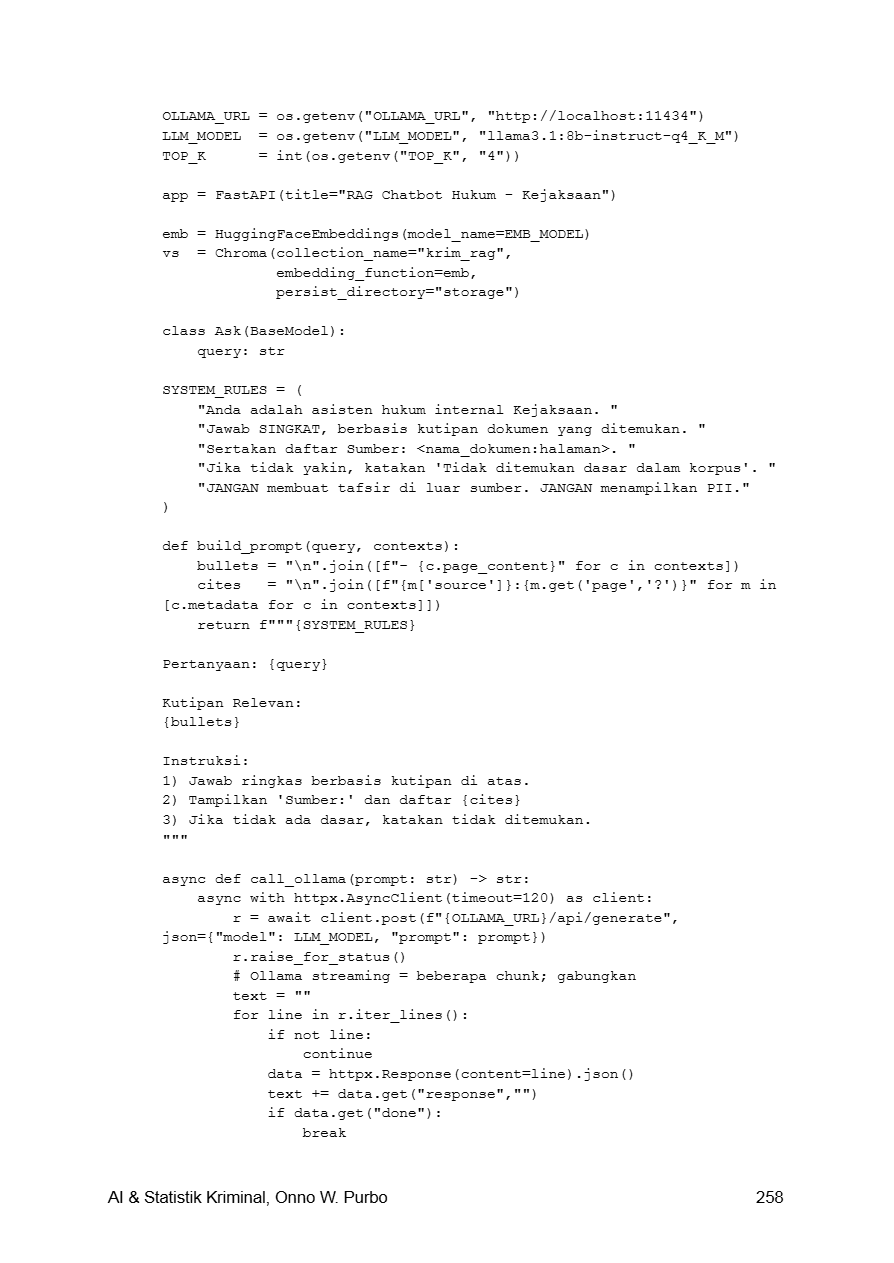 OLLAMA_URL = os.getenv("OLLAMA_URL", "http://localhost:11434")
LLM_MODEL  = os.getenv("LLM_MODEL", "llama3.1:8b-instruct-q4_K_M")
TOP_K      = int(os.getenv("TOP_K", "4"))

app = FastAPI(title="RAG Chatbot Hukum - Kejaksaan")

emb = HuggingFaceEmbeddings(model_name=EMB_MODEL)
vs  = Chroma(collection_name="krim_rag",
             embedding_function=emb,
             persist_directory="storage")

class Ask(BaseModel):
    query: str

SYSTEM_RULES = (
    "Anda adalah asisten hukum internal Kejaksaan. "
    "Jawab SINGKAT, berbasis kutipan dokumen yang ditemukan. "
    "Sertakan daftar Sumber: <nama_dokumen:halaman>. "
    "Jika tidak yakin, katakan 'Tidak ditemukan dasar dalam korpus'. "
    "JANGAN membuat tafsir di luar sumber. JANGAN menampilkan PII."
)

def build_prompt(query, contexts):
    bullets = "\n".join([f"- {c.page_content}" for c in contexts])
    cites   = "\n".join([f"{m['source']}:{m.get('page','?')}" for m in
[c.metadata for c in contexts]])
    return f"""{SYSTEM_RULES}

Pertanyaan: {query}

Kutipan Relevan:
{bullets}

Instruksi:
1) Jawab ringkas berbasis kutipan di atas.
2) Tampilkan 'Sumber:' dan daftar {cites}
3) Jika tidak ada dasar, katakan tidak ditemukan.
"""

async def call_ollama(prompt: str) -> str:
    async with httpx.AsyncClient(timeout=120) as client:
        r = await client.post(f"{OLLAMA_URL}/api/generate",
json={"model": LLM_MODEL, "prompt": prompt})
        r.raise_for_status()
        # Ollama streaming = beberapa chunk; gabungkan
        text = ""
        for line in r.iter_lines():
            if not line:
                continue
            data = httpx.Response(content=line).json()
            text += data.get("response","")
            if data.get("done"):
                break

AI & Statistik Kriminal, Onno W. Purbo 258